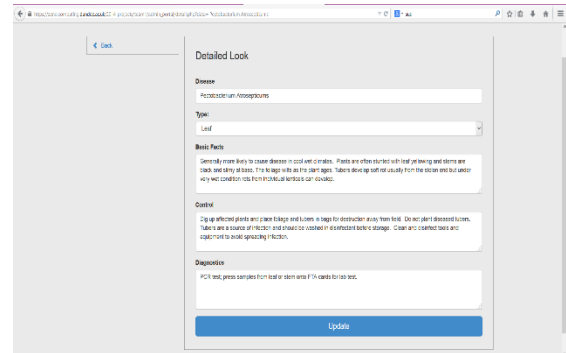 Back
Detailed Look
Disease
Pectobacterium Atrosepticums
Type:
Leaf
Basic Facts
Generally more likely to cause disease in cool wet climates. Plants are often stunted with leaf yellowing and stems are
black and slimy at base. The foliage wilts as the plant ages. Tubers develop soft rot usually from the stolon end but under
very wet condition rots from individual lenticels can develop.
Control
Dig up affected plants and place foliage and tubers in bags for destruction away from field. Do not plant diseased tubers.
Tubers are a source of infection and should be washed in disinfectant before storage. Clean and disinfect tools and
equipment to avoid spreading infection.
Diagnostics
PCR test; press samples from leaf or stem onto FTA cards for lab test.
Update